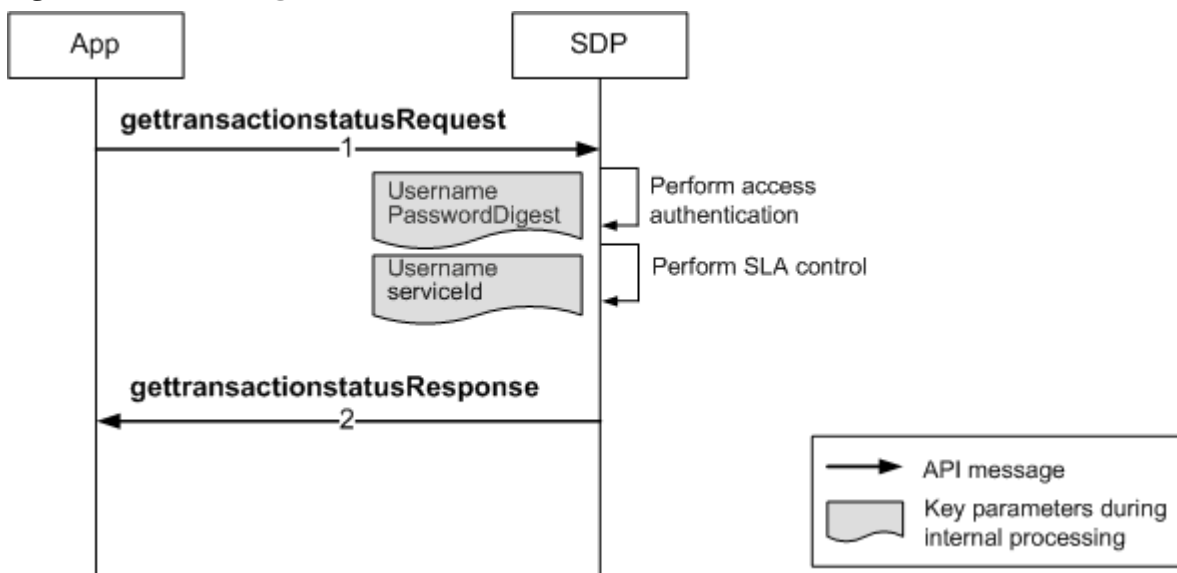 App
SDP
gettransactionstatusRequest
1
Username
PasswordDigest
Perform access
authentication
Username
serviceId
Perform SLA control
gettransactionstatusResponse
2
API message
Key parameters during
internal processing